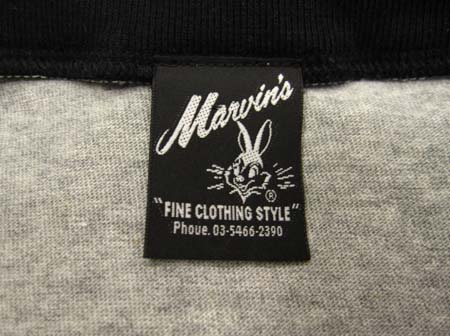 Marvin's
®
"FINE CLOTHING STYLE"
Phoue. 03-5466-2390